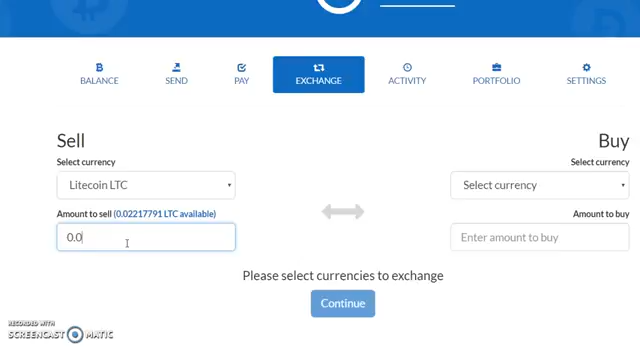 BALANCE SEND PAY EXCHANGE ACTIVITY PORTFOLIO SETTINGS
Sell Buy
Select currency Select currency
Litecoin LTC Select currency
Amount to sell (0.02217791 LTC available) Amount to buy
0.0 Enter amount to buy
Please select currencies to exchange
Continue
RECORDED WITH
SCREENCAST MATIC